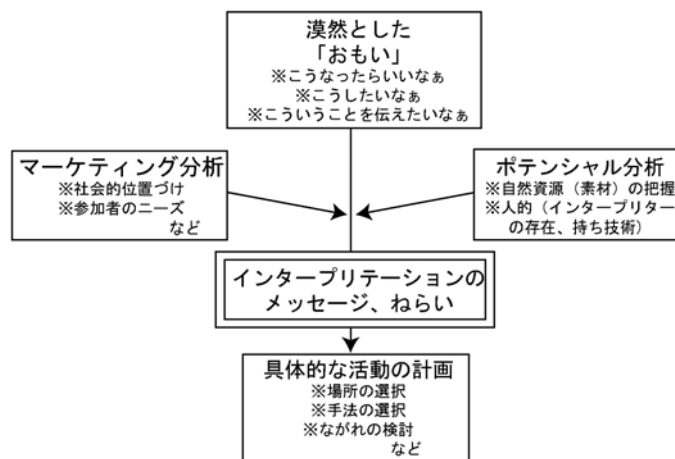 漠然とした
「おもい」
※こうなったらいいなぁ
※こうしたいなぁ
※こういうことを伝えたいなぁ
マーケティング分析
※社会的位置づけ
※参加者のニーズ
など
ポテンシャル分析
※自然資源（素材）の把握
※人的（インタープリター
の存在、持ち技術）
インタープリテーションの
メッセージ、ねらい
具体的な活動の計画
※場所の選択
※手法の選択
※ながれの検討
など